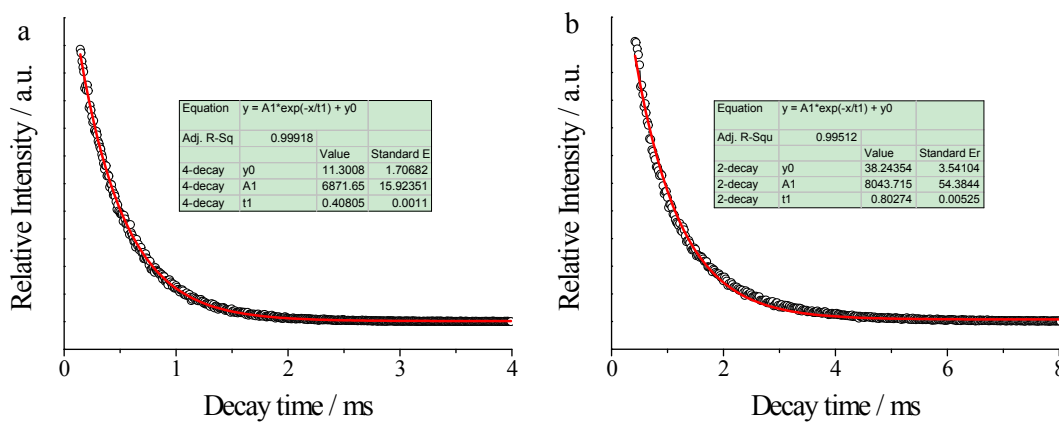 a
Relative Intensity / a.u.
Equation y = A1*exp(-x/t1) + y0
Adj. R-Sq 0.99918
Value Standard E
4-decay y0 11.3008 1.70682
4-decay A1 6871.65 15.92351
4-decay t1 0.40805 0.0011
0 1 2 3 4
Decay time / ms
b
Relative Intensity / a.u.
Equation y = A1*exp(-x/t1) + y0
Adj. R-Squ 0.99512
Value Standard Er
2-decay y0 38.24354 3.54104
2-decay A1 8043.715 54.3844
2-decay t1 0.80274 0.00525
0 2 4 6 8
Decay time / ms